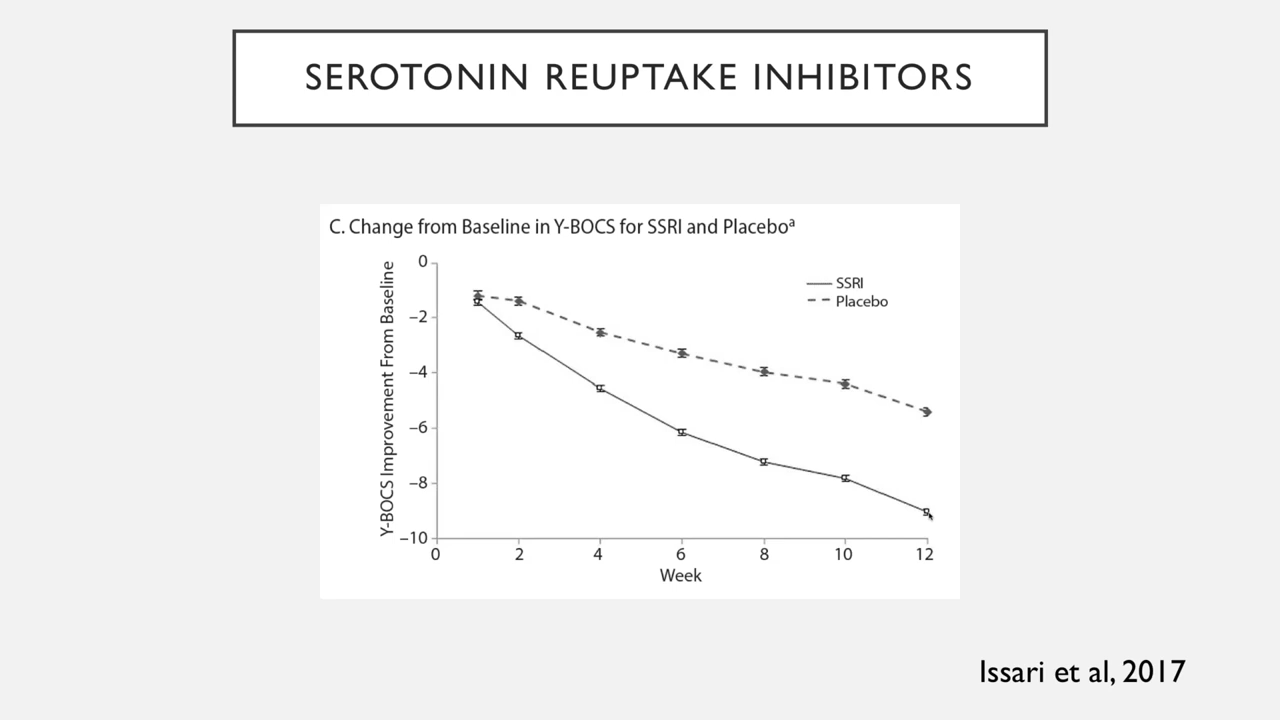 SEROTONIN REUPTAKE INHIBITORS
C. Change from Baseline in Y-BOCS for SSRI and Placeboᵃ
Y-BOCS Improvement From Baseline
0
–2
–4
–6
–8
–10
SSRI
Placebo
0 2 4 6 8 10 12
Week
Issari et al, 2017